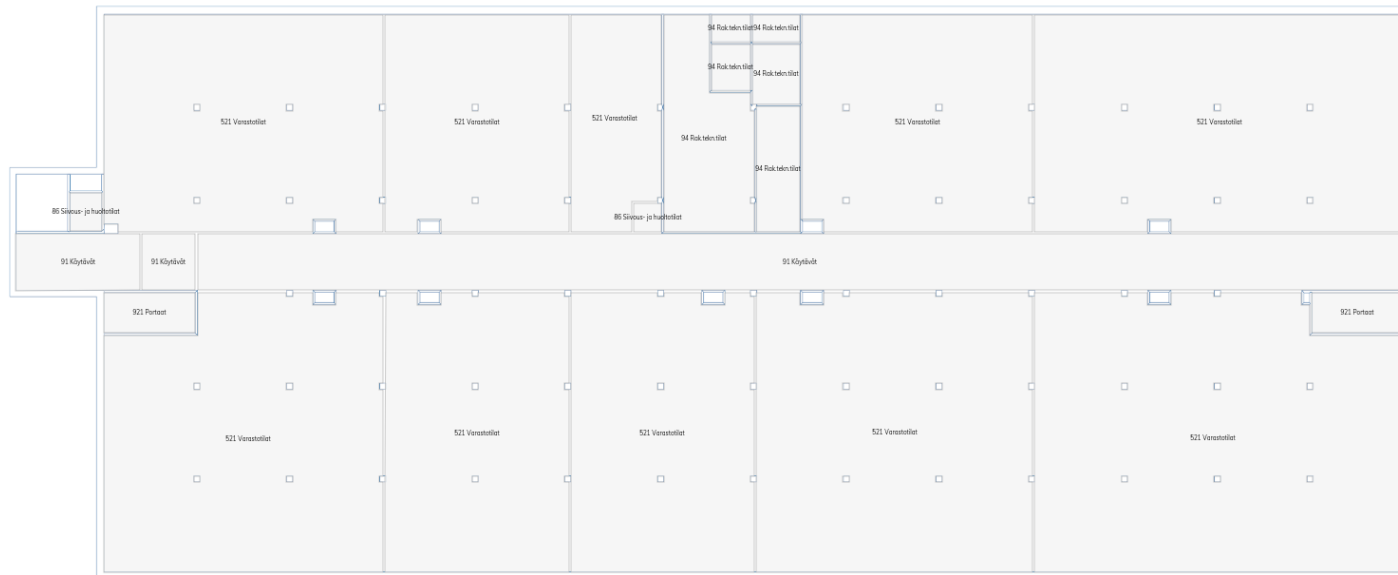 94 Rak.tekn.tilat
94 Rak.tekn.tilat
94 Rak.tekn.tilat
94 Rak.tekn.tilat
521 Varastotilat
521 Varastotilat
521 Varastotilat
94 Rak.tekn.tilat
521 Varastotilat
521 Varastotilat
94 Rak.tekn.tilat
86 Siivous- ja huoltotilat
86 Siivous- ja huoltotilat
91 Käytävät
91 Käytävät
91 Käytävät
921 Portaat
921 Portaat
521 Varastotilat
521 Varastotilat
521 Varastotilat
521 Varastotilat
521 Varastotilat